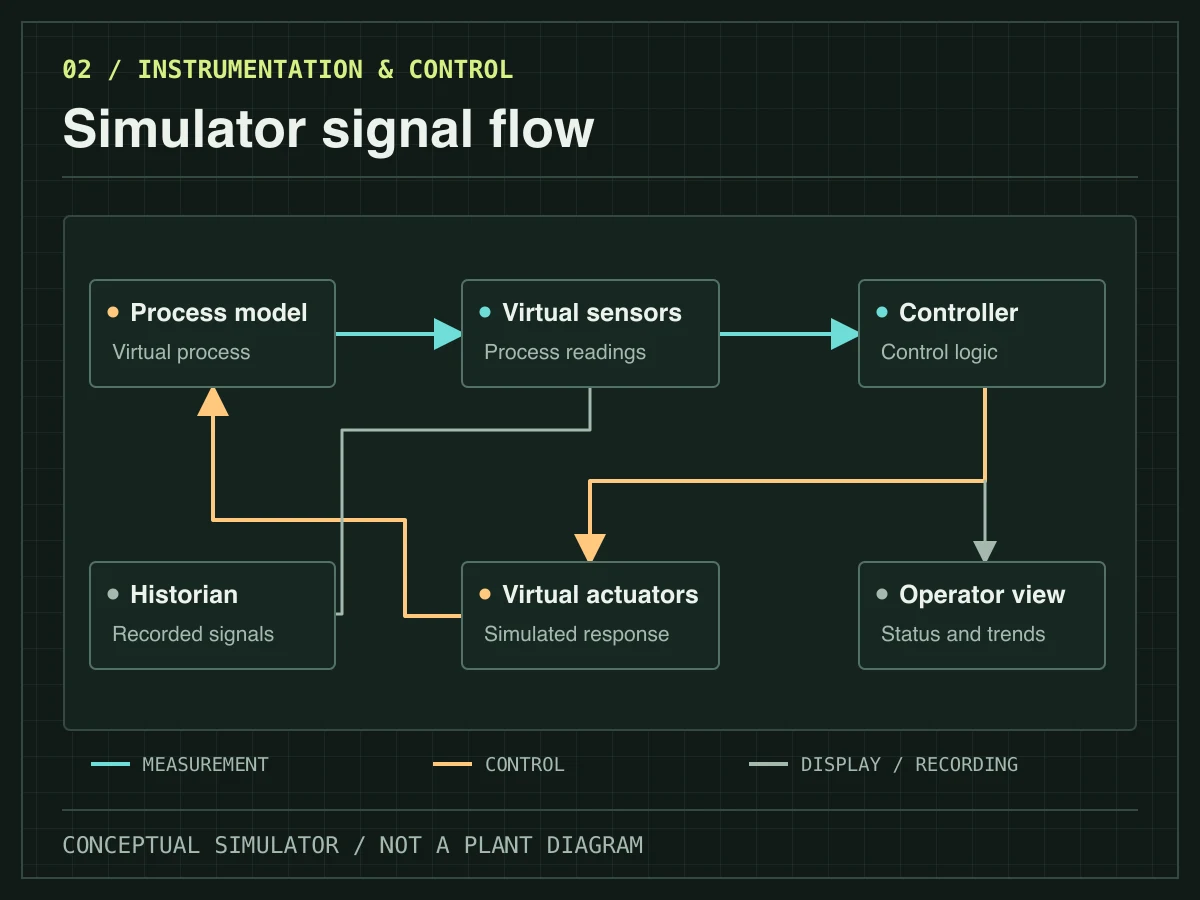 02 / INSTRUMENTATION & CONTROL
Simulator signal flow
Process model
Virtual process
Virtual sensors
Process readings
Controller
Control logic
Historian
Recorded signals
Virtual actuators
Simulated response
Operator view
Status and trends
MEASUREMENT
CONTROL
DISPLAY / RECORDING
CONCEPTUAL SIMULATOR / NOT A PLANT DIAGRAM